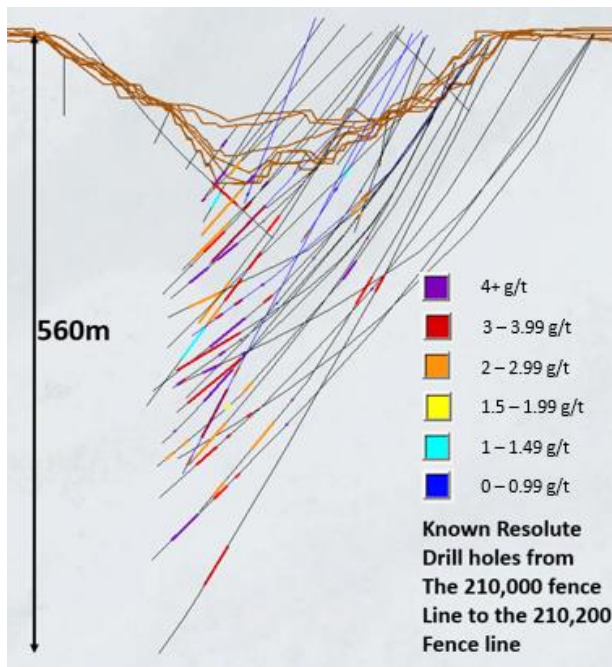 560m
4+ g/t
3 – 3.99 g/t
2 – 2.99 g/t
1.5 – 1.99 g/t
1 – 1.49 g/t
0 – 0.99 g/t
Known Resolute
Drill holes from
The 210,000 fence
Line to the 210,200
Fence line